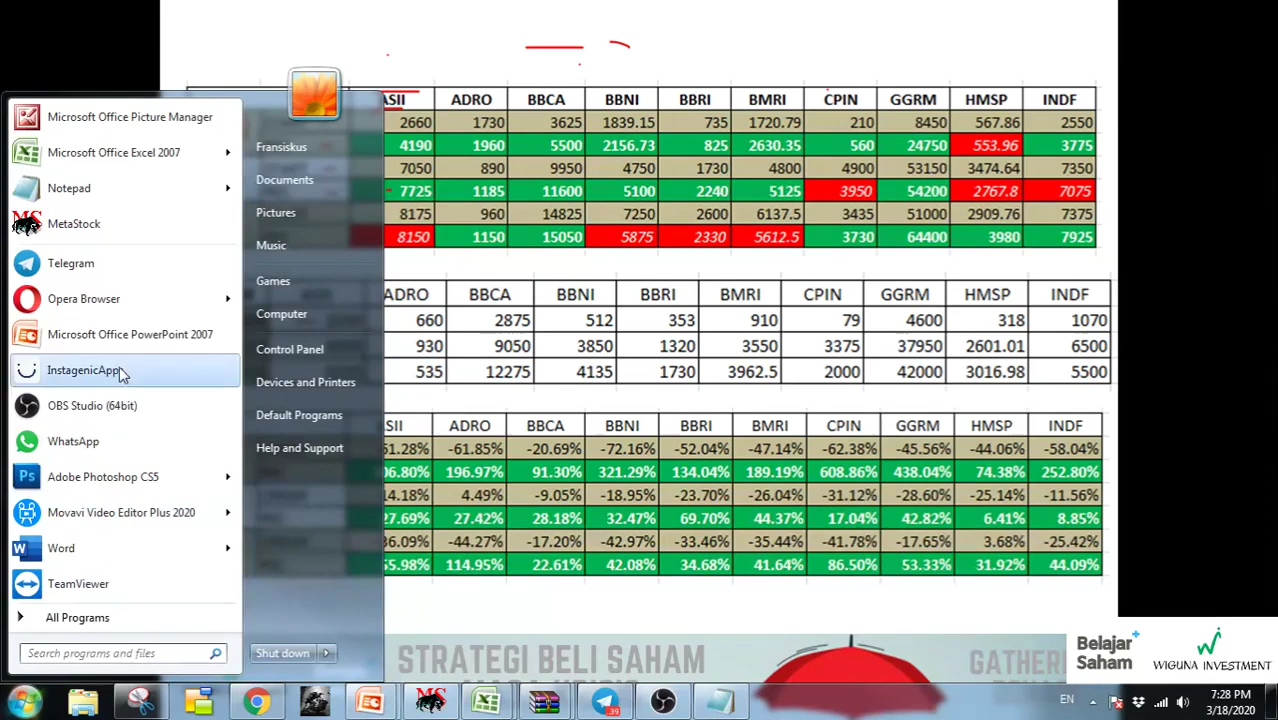 ASII ADRO BBCA BBNI BBRI BMRI CPIN GGRM HMSP INDF
2660 1730 3625 1839.15 735 1720.79 210 8450 567.86 2550
4190 1960 5500 2156.73 825 2630.35 560 24750 553.96 3775
7050 890 9950 4750 1730 4800 4900 53150 3474.64 7350
7725 1185 11600 5100 2240 5125 3950 54200 2767.8 7075
8175 960 14825 7250 2600 6137.5 3435 51000 2909.76 7375
8150 1150 15050 5875 2330 5612.5 3730 64400 3980 7925
ADRO BBCA BBNI BBRI BMRI CPIN GGRM HMSP INDF
660 2875 512 353 910 79 4600 318 1070
930 9050 3850 1320 3550 3375 37950 2601.01 6500
535 12275 4135 1730 3962.5 2000 42000 3016.98 5500
SII ADRO BBCA BBNI BBRI BMRI CPIN GGRM HMSP INDF
51.28% -61.85% -20.69% -72.16% -52.04% -47.14% -62.38% -45.56% -44.06% -58.04%
06.80% 196.97% 91.30% 321.29% 134.04% 189.19% 608.86% 438.04% 74.38% 252.80%
14.18% 4.49% -9.05% -18.95% -23.70% -26.04% -31.12% -28.60% -25.14% -11.56%
27.69% 27.42% 28.18% 32.47% 69.70% 44.37% 17.04% 42.82% 6.41% 8.85%
36.09% -44.27% -17.20% -42.97% -33.46% -35.44% -41.78% -17.65% 3.68% -25.42%
55.98% 114.95% 22.61% 42.08% 34.68% 41.64% 86.50% 53.33% 31.92% 44.09%
Microsoft Office Picture Manager
Microsoft Office Excel 2007
Notepad
MetaStock
Telegram
Opera Browser
Microsoft Office PowerPoint 2007
InstagenicApp
OBS Studio (64bit)
WhatsApp
Adobe Photoshop CS5
Movavi Video Editor Plus 2020
Word
TeamViewer
All Programs
Search programs and files
Fransiskus
Documents
Pictures
Music
Games
Computer
Control Panel
Devices and Printers
Default Programs
Help and Support
Shut down
STRATEGI BELI SAHAM
Belajar+
Saham
WIGUNA INVESTMENT
MS
39
EN
7:28 PM
3/18/2020